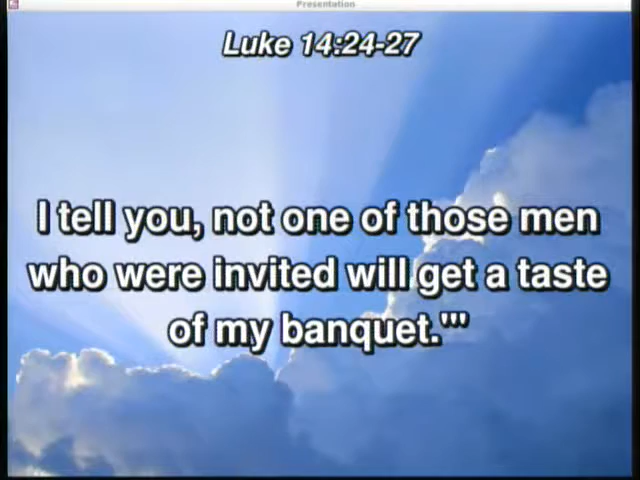 Presentation
Luke 14:24-27
I tell you, not one of those men
who were invited will get a taste
of my banquet.'"